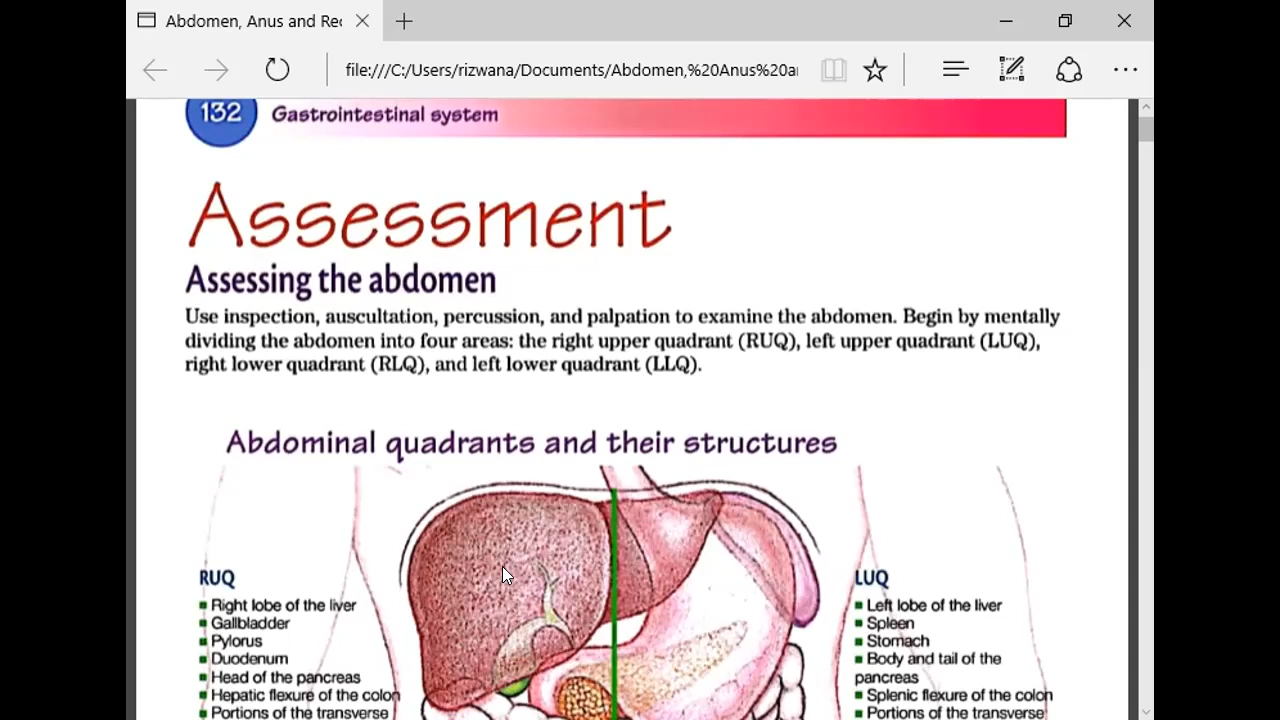 Abdomen, Anus and Rec
file:///C:/Users/rizwana/Documents/Abdomen,%20Anus%20a
132 Gastrointestinal system
Assessment
Assessing the abdomen
Use inspection, auscultation, percussion, and palpation to examine the abdomen. Begin by mentally
dividing the abdomen into four areas: the right upper quadrant (RUQ), left upper quadrant (LUQ),
right lower quadrant (RLQ), and left lower quadrant (LLQ).
Abdominal quadrants and their structures
RUQ
Right lobe of the liver
Gallbladder
Pylorus
Duodenum
Head of the pancreas
Hepatic flexure of the colon
Portions of the transverse
LUQ
Left lobe of the liver
Spleen
Stomach
Body and tail of the
pancreas
Splenic flexure of the colon
Portions of the transverse